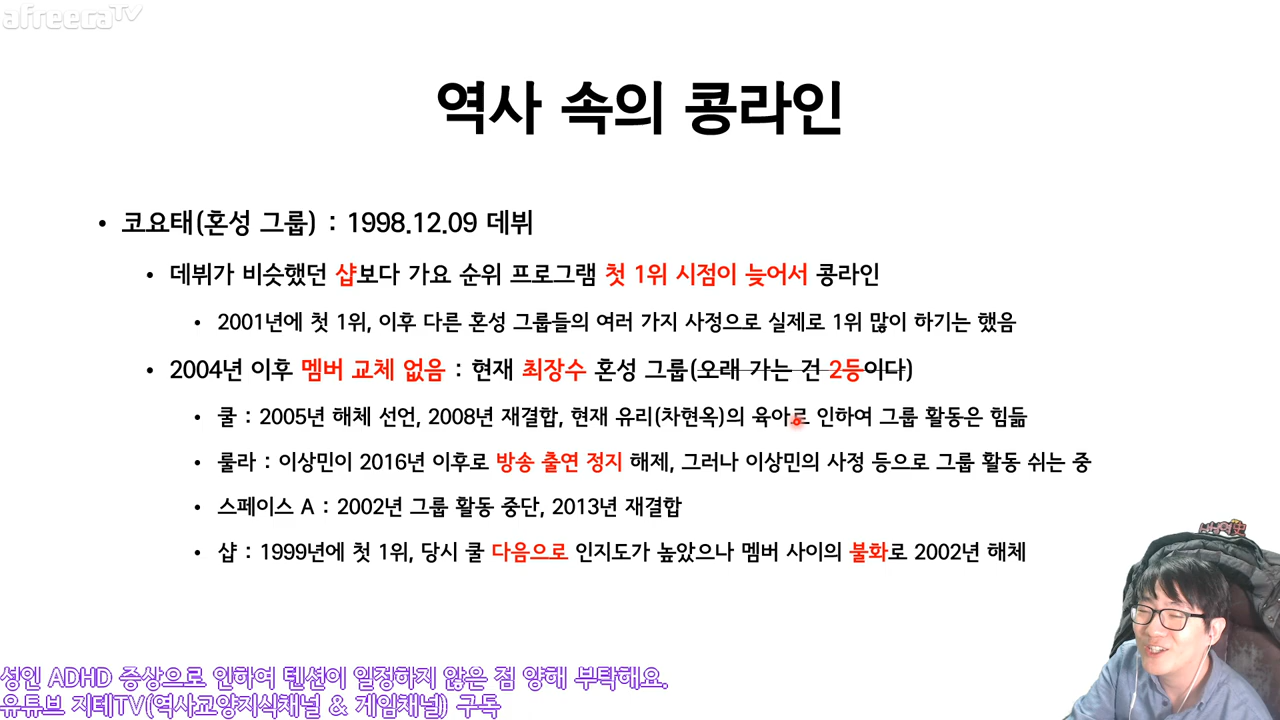 afreecaTV
역사 속의 콩라인
• 코요태(혼성 그룹) : 1998.12.09 데뷔
• 데뷔가 비슷했던 샵보다 가요 순위 프로그램 첫 1위 시점이 늦어서 콩라인
• 2001년에 첫 1위, 이후 다른 혼성 그룹들의 여러 가지 사정으로 실제로 1위 많이 하기는 했음
• 2004년 이후 멤버 교체 없음 : 현재 최장수 혼성 그룹(오래 가는 건 2등이다)
• 쿨 : 2005년 해체 선언, 2008년 재결합, 현재 유리(차현옥)의 육아로 인하여 그룹 활동은 힘듦
• 룰라 : 이상민이 2016년 이후로 방송 출연 정지 해제, 그러나 이상민의 사정 등으로 그룹 활동 쉬는 중
• 스페이스 A : 2002년 그룹 활동 중단, 2013년 재결합
• 샵 : 1999년에 첫 1위, 당시 쿨 다음으로 인지도가 높았으나 멤버 사이의 불화로 2002년 해체
성인 ADHD 증상으로 인하여 텐션이 일정하지 않은 점 양해 부탁해요.
유튜브 지테TV(역사교양지식채널 & 게임채널) 구독